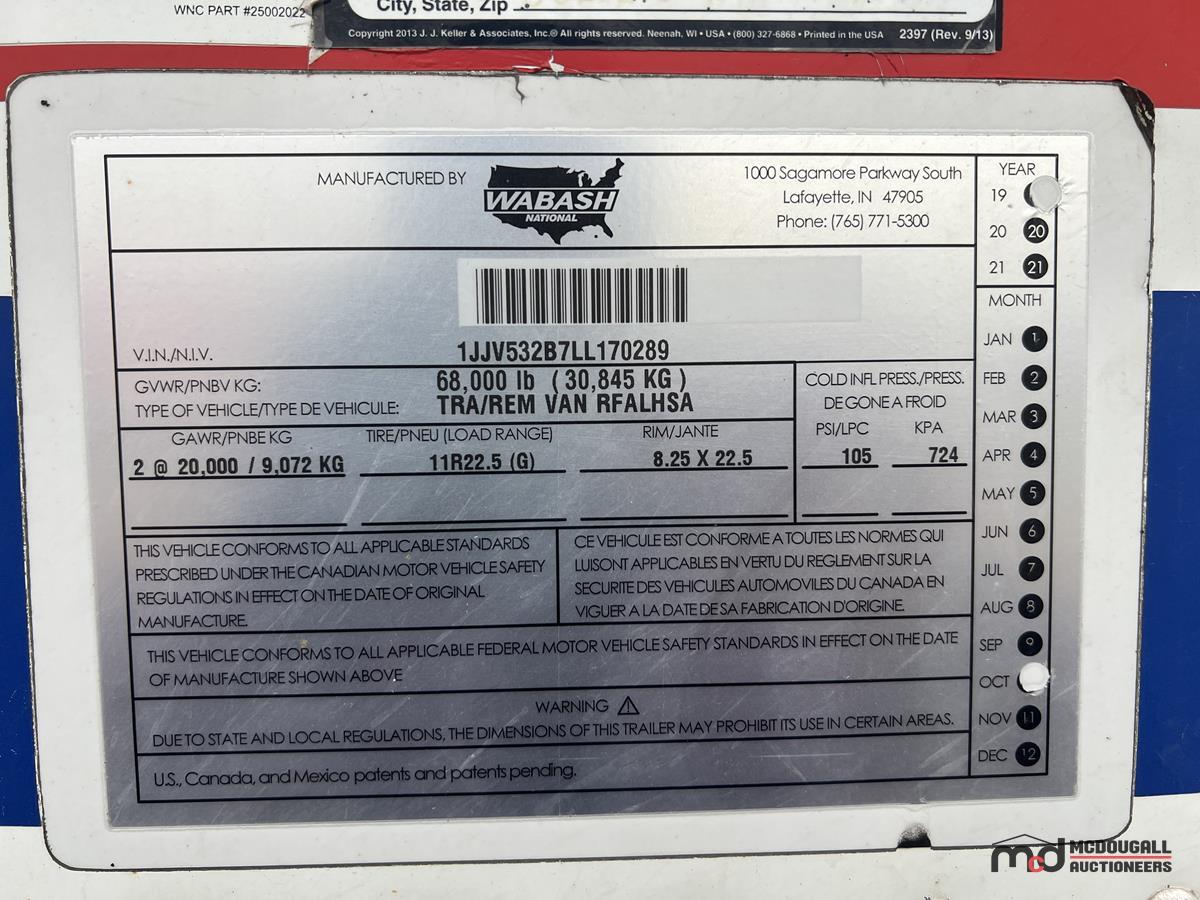 WNC PART #25002022
City, State, Zip
Copyright 2013 J. J. Keller & Associates, Inc.® All rights reserved. Neenah, WI • USA • (800) 327-6868 • Printed in the USA 2397 (Rev. 9/13)
MANUFACTURED BY
WABASH
NATIONAL
1000 Sagamore Parkway South
Lafayette, IN 47905
Phone: (765) 771-5300
V.I.N./N.I.V. 1JJV532B7LL170289
GVWR/PNBV KG: 68,000 lb ( 30,845 KG )
TYPE OF VEHICLE/TYPE DE VEHICULE: TRA/REM VAN RFALHSA
COLD INFL PRESS./PRESS.
DE GONE A FROID
GAWR/PNBE KG TIRE/PNEU (LOAD RANGE) RIM/JANTE PSI/LPC KPA
2 @ 20,000 / 9,072 KG 11R22.5 (G) 8.25 X 22.5 105 724
THIS VEHICLE CONFORMS TO ALL APPLICABLE STANDARDS
PRESCRIBED UNDER THE CANADIAN MOTOR VEHICLE SAFETY
REGULATIONS IN EFFECT ON THE DATE OF ORIGINAL
MANUFACTURE.
CE VEHICULE EST CONFORME A TOUTES LES NORMES QUI
LUISONT APPLICABLES EN VERTU DU REGLEMENT SUR LA
SECURITE DES VEHICULES AUTOMOVILES DU CANADA EN
VIGUER A LA DATE DE SA FABRICATION D'ORIGINE.
THIS VEHICLE CONFORMS TO ALL APPLICABLE FEDERAL MOTOR VEHICLE SAFETY STANDARDS IN EFFECT ON THE DATE
OF MANUFACTURE SHOWN ABOVE
WARNING
DUE TO STATE AND LOCAL REGULATIONS, THE DIMENSIONS OF THIS TRAILER MAY PROHIBIT ITS USE IN CERTAIN AREAS.
U.S., Canada, and Mexico patents and patents pending.
YEAR
19
20 20
21 21
MONTH
JAN 1
FEB 2
MAR 3
APR 4
MAY 5
JUN 6
JUL 7
AUG 8
SEP 9
OCT
NOV 11
DEC 12
mcd MCDOUGALL
AUCTIONEERS